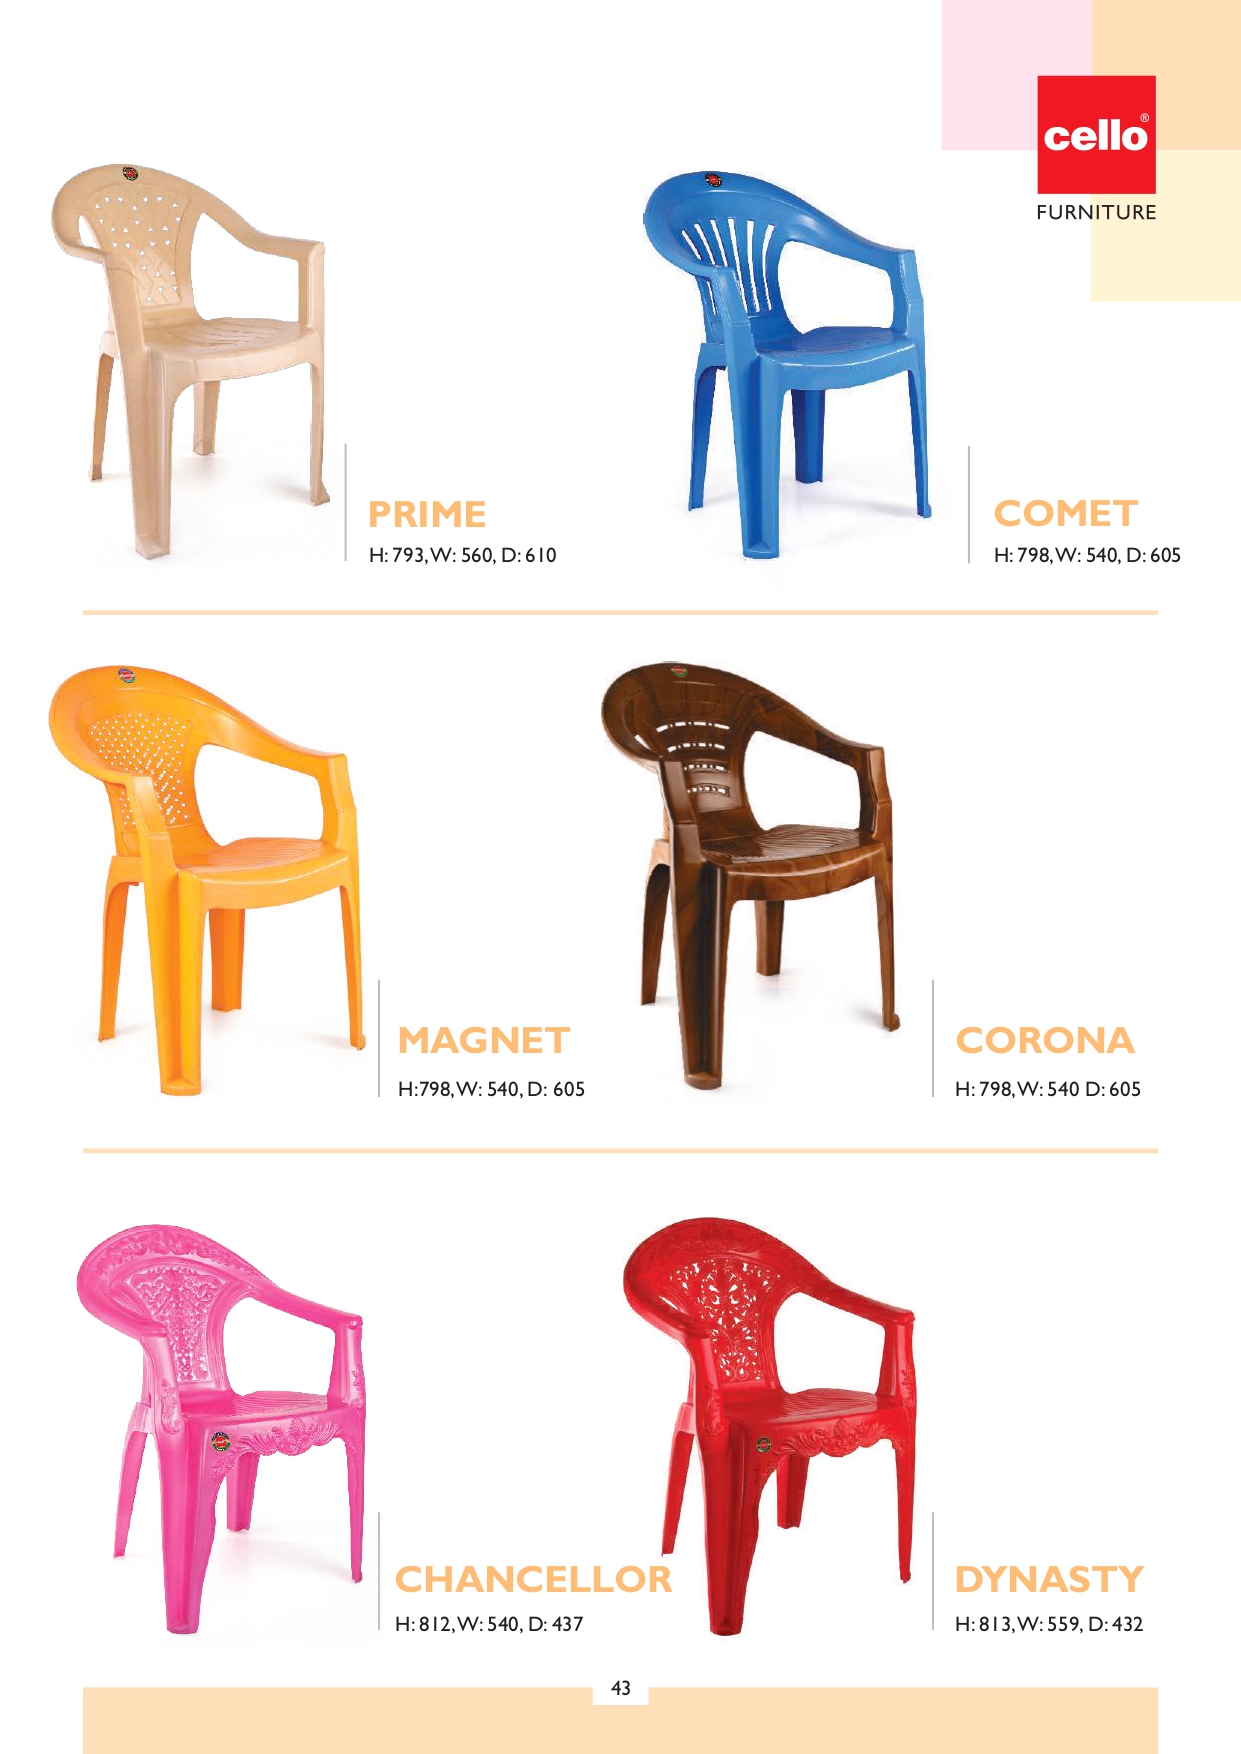 cello®
FURNITURE
PRIME
H: 793, W: 560, D: 610
COMET
H: 798, W: 540, D: 605
MAGNET
H:798, W: 540, D: 605
CORONA
H: 798, W: 540 D: 605
CHANCELLOR
H: 812, W: 540, D: 437
DYNASTY
H: 813, W: 559, D: 432
43